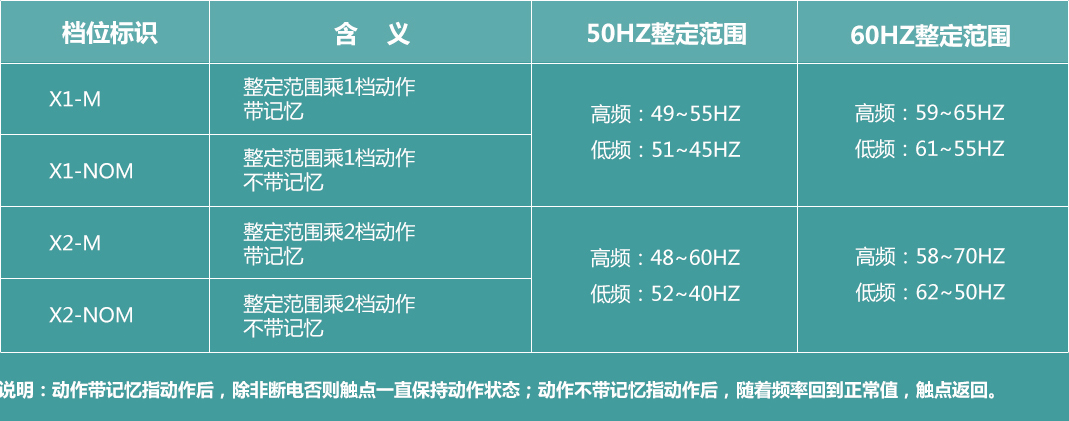 档位标识 含 义 50HZ整定范围 60HZ整定范围
X1-M
整定范围乘1档动作
带记忆
X1-NOM
整定范围乘1档动作
不带记忆
高频：49~55HZ
低频：51~45HZ
高频：59~65HZ
低频：61~55HZ
X2-M
整定范围乘2档动作
带记忆
X2-NOM
整定范围乘2档动作
不带记忆
高频：48~60HZ
低频：52~40HZ
高频：58~70HZ
低频：62~50HZ
说明：动作带记忆指动作后，除非断电否则触点一直保持动作状态；动作不带记忆指动作后，随着频率回到正常值，触点返回。